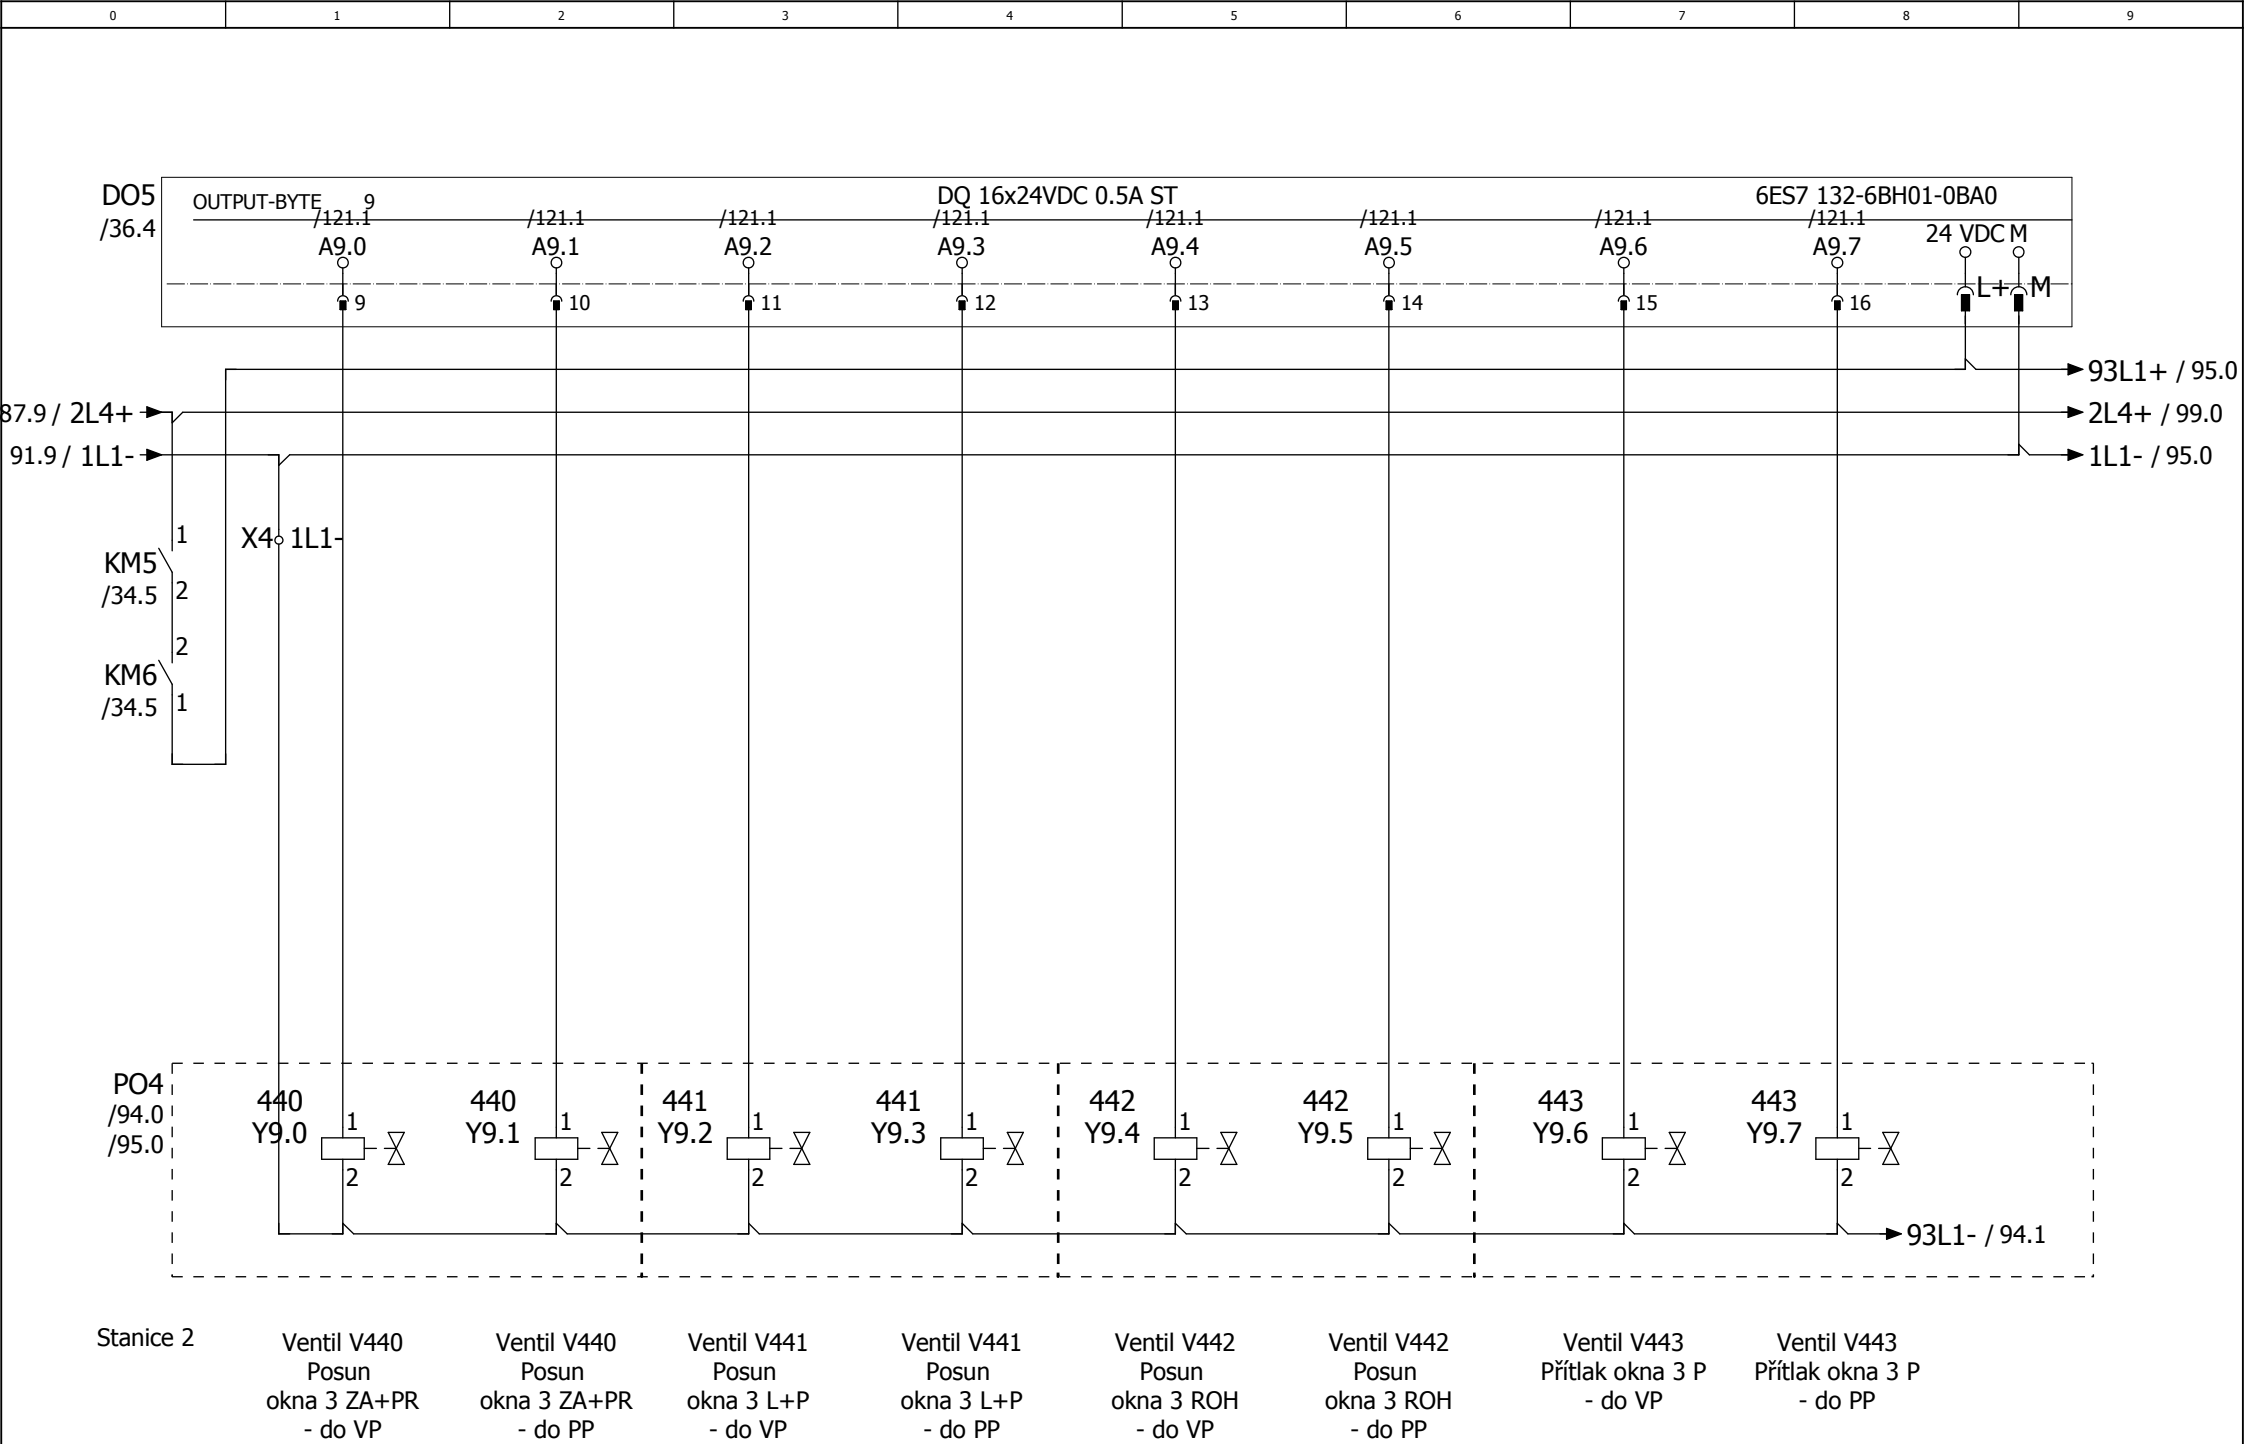 0 1 2 3 4 5 6 7 8 9
DO5 OUTPUT-BYTE 9 DQ 16x24VDC 0.5A ST 6ES7 132-6BH01-0BA0
/36.4 /121.1 /121.1 /121.1 /121.1 /121.1 /121.1 /121.1 /121.1
A9.0 A9.1 A9.2 A9.3 A9.4 A9.5 A9.6 A9.7 24 VDC M
9 10 11 12 13 14 15 16 L+ M
93L1+ / 95.0
87.9 / 2L4+ 2L4+ / 99.0
91.9 / 1L1- 1L1- / 95.0
1
X4 1L1-
KM5
/34.5 2
2
KM6
/34.5 1
PO4
/94.0
/95.0
440 440 441 441 442 442 443 443
1 1 1 1 1 1 1 1
Y9.0 Y9.1 Y9.2 Y9.3 Y9.4 Y9.5 Y9.6 Y9.7
2 2 2 2 2 2 2 2
93L1- / 94.1
Stanice 2
Ventil V440
Posun
okna 3 ZA+PR
- do VP
Ventil V440
Posun
okna 3 ZA+PR
- do PP
Ventil V441
Posun
okna 3 L+P
- do VP
Ventil V441
Posun
okna 3 L+P
- do PP
Ventil V442
Posun
okna 3 ROH
- do VP
Ventil V442
Posun
okna 3 ROH
- do PP
Ventil V443
Přítlak okna 3 P
- do VP
Ventil V443
Přítlak okna 3 P
- do PP